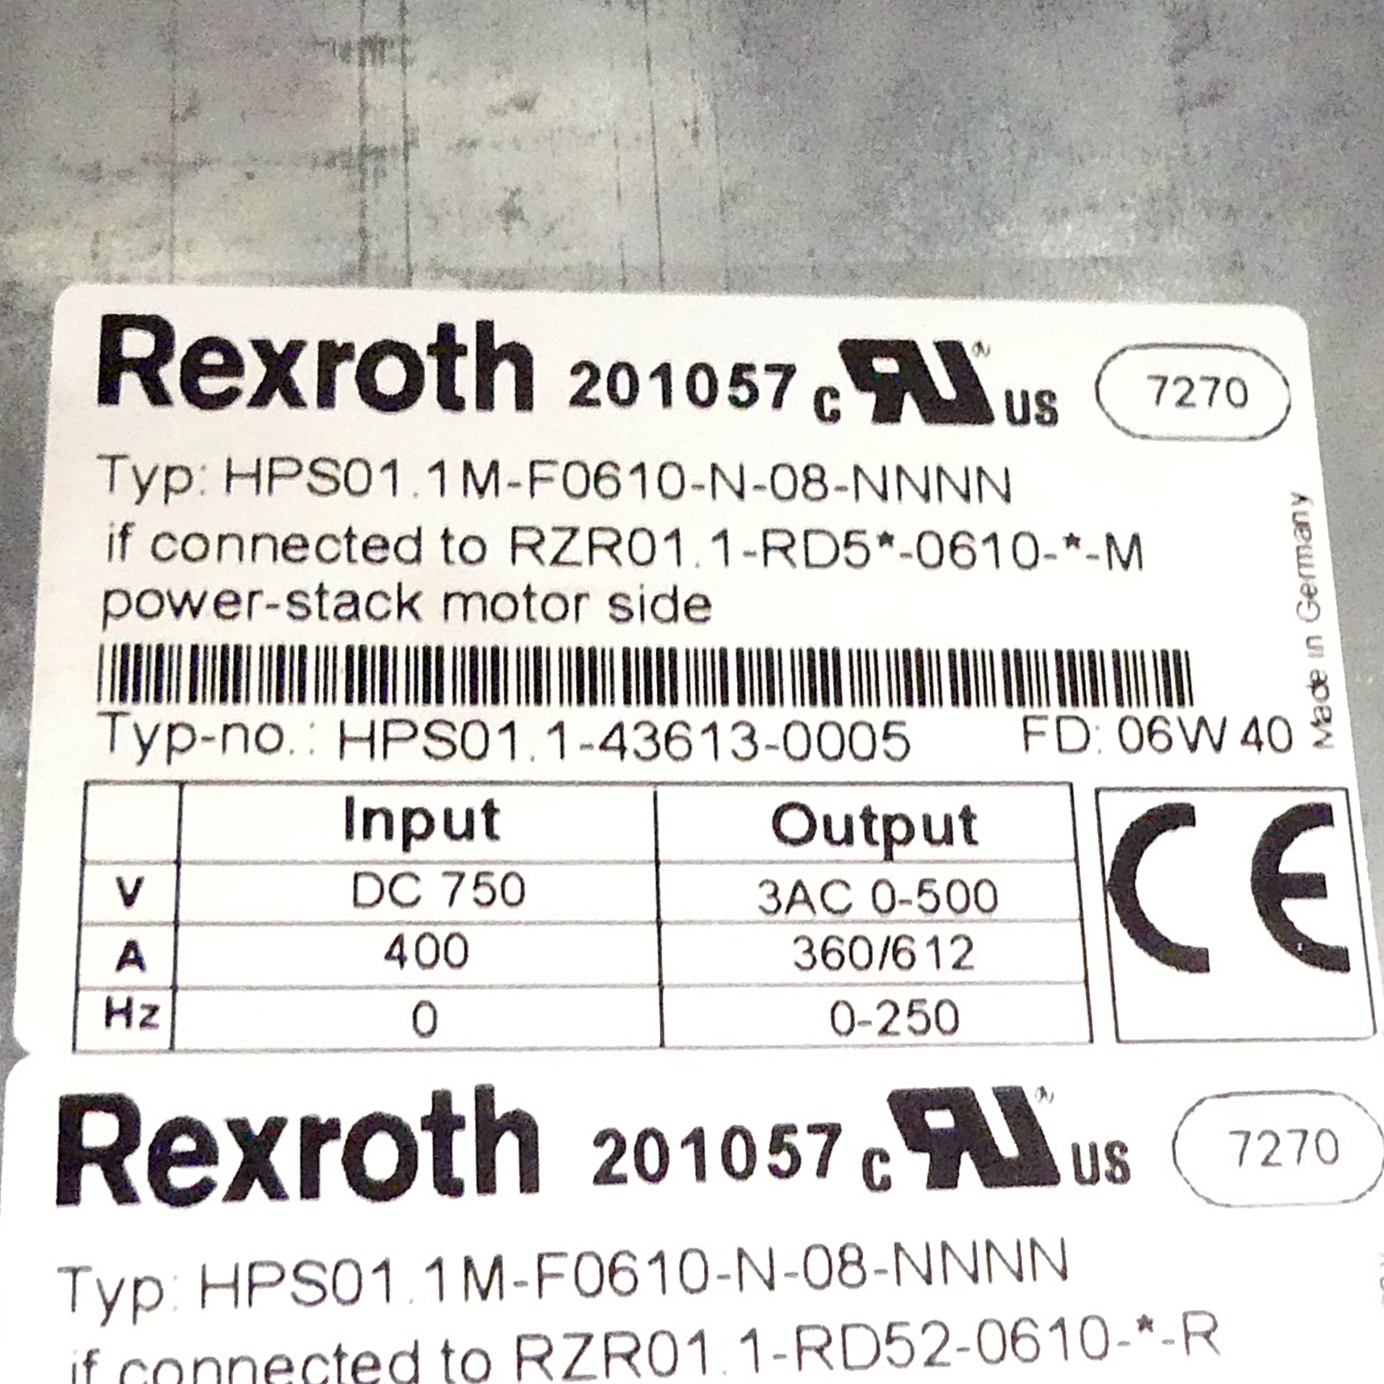 Rexroth 201057 c RU® US 7270
Typ: HPS01.1M-F0610-N-08-NNNN
if connected to RZR01.1-RD5*-0610-*-M
power-stack motor side
Typ-no.: HPS01.1-43613-0005 FD: 06W40
Made in Germany
Input Output
V DC 750 3AC 0-500
A 400 360/612
Hz 0 0-250
CE
Rexroth 201057 c RU® US 7270
Typ: HPS01.1M-F0610-N-08-NNNN
if connected to RZR01.1-RD52-0610-*-R